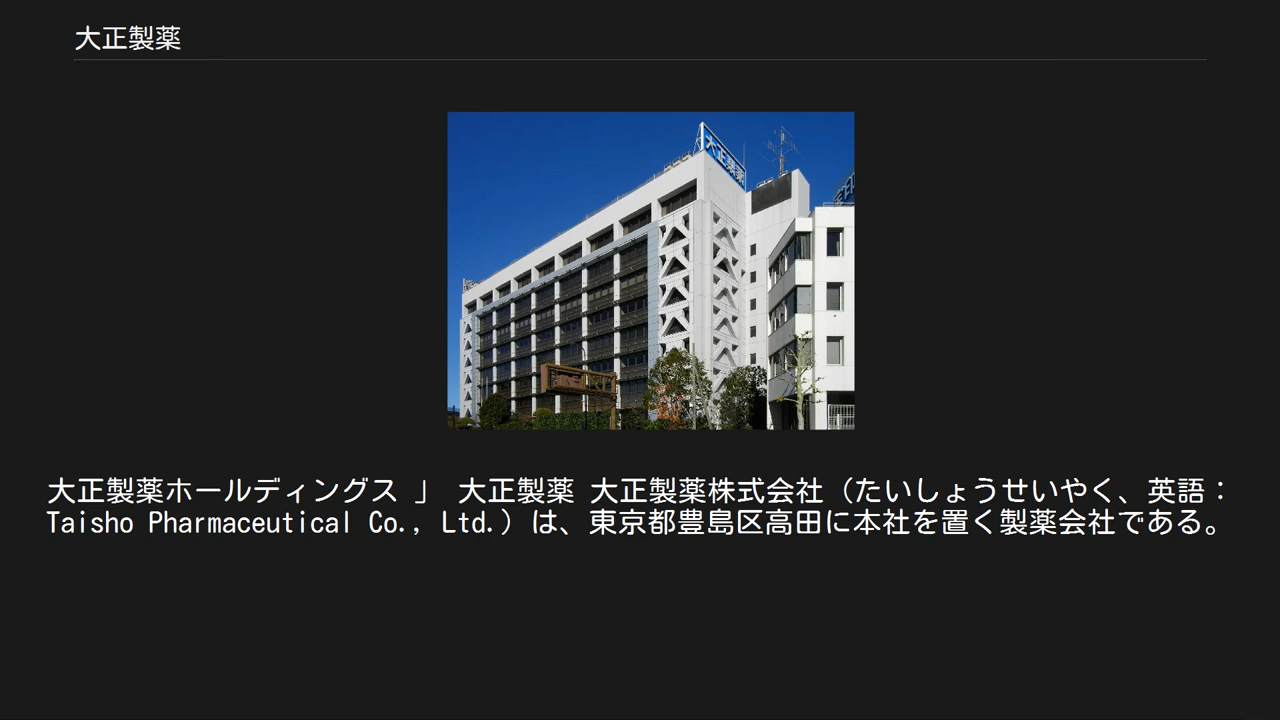 大正製薬
大正製薬
大正製薬ホールディングス 」 大正製薬 大正製薬株式会社（たいしょうせいやく、英語：
Taisho Pharmaceutical Co., Ltd.）は、東京都豊島区高田に本社を置く製薬会社である。